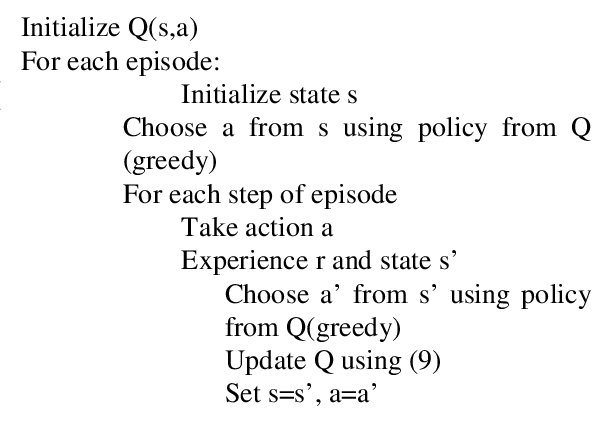 Initialize Q(s,a)
For each episode:
Initialize state s
Choose a from s using policy from Q
(greedy)
For each step of episode
Take action a
Experience r and state s’
Choose a’ from s’ using policy
from Q(greedy)
Update Q using (9)
Set s=s’, a=a’